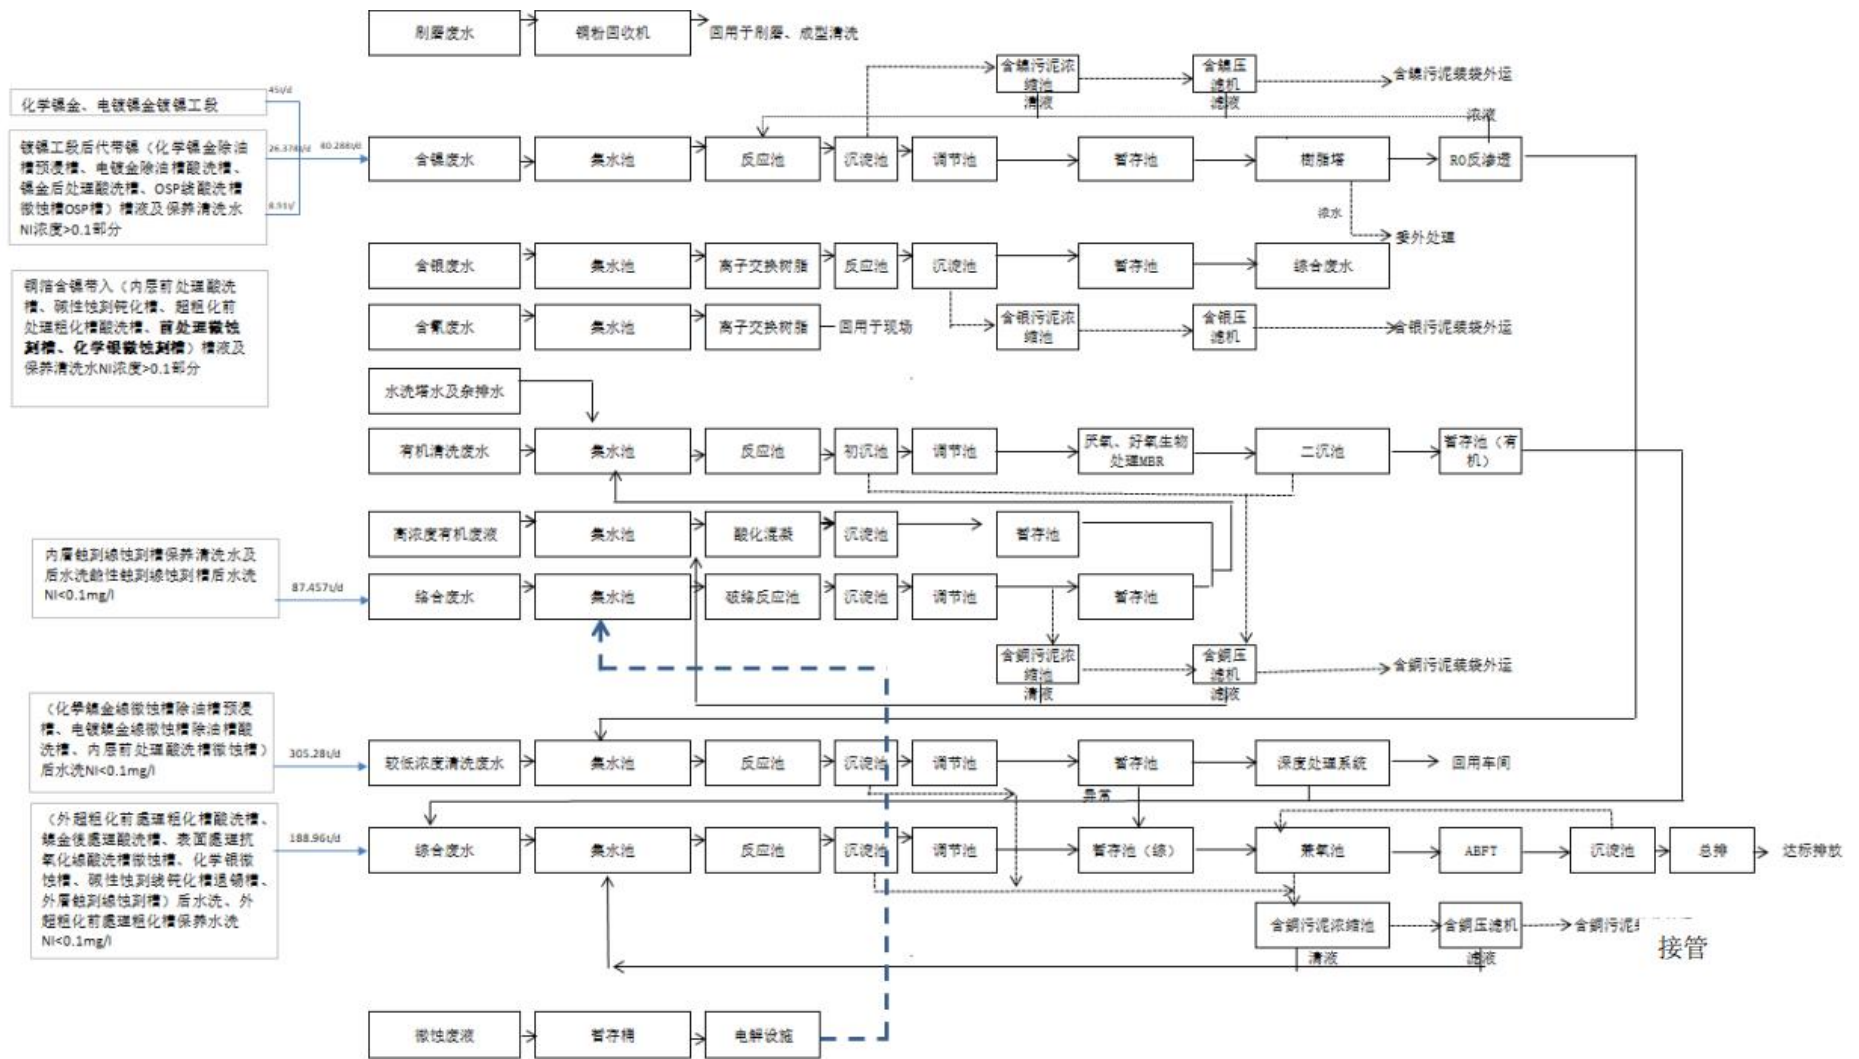 刷磨废水
铜粉回收机
回用于刷磨、成型清洗
含镍污泥浓
缩池
清液
含镍压
滤机
滤液
含镍污泥装袋外运
浓液
化学镍金、电镀镍金镀镍工段
45t/d
镀镍工段后代带镍（化学镍金除油
槽预浸槽、电镀金除油槽酸洗槽、
镍金后处理酸洗槽、OSP线酸洗槽
微蚀槽OSP槽）槽液及保养清洗水
NI浓度>0.1部分
26.378t/d
80.288t/d
8.91t/
含镍废水
集水池
反应池
沉淀池
调节池
暂存池
树脂塔
RO反渗透
浓水
委外处理
含银废水
集水池
离子交换树脂
反应池
沉淀池
暂存池
综合废水
铜箔含镍带入（内层前处理酸洗
槽、碱性蚀刻钝化槽、超粗化前
处理粗化槽酸洗槽、前处理微蚀
刻槽、化学银微蚀刻槽）槽液及
保养清洗水NI浓度>0.1部分
含氰废水
集水池
离子交换树脂
回用于现场
含银污泥浓
缩池
含银压
滤机
含银污泥装袋外运
水洗塔水及杂排水
有机清洗废水
集水池
反应池
初沉池
调节池
厌氧、好氧生物
处理MBR
二沉池
暂存池（有
机）
高浓度有机废液
集水池
酸化混凝
沉淀池
暂存池
内层蚀刻线蚀刻槽保养清洗水及
后水洗碱性蚀刻线蚀刻槽后水洗
NI<0.1mg/l
87.457t/d
络合废水
集水池
破络反应池
沉淀池
调节池
暂存池
含铜污泥浓
缩池
清液
含铜压
滤机
滤液
含铜污泥装袋外运
（化學镍金線微蚀槽除油槽预浸
槽、电镀镍金線微蚀槽除油槽酸
洗槽、内层前处理酸洗槽微蚀槽）
后水洗NI<0.1mg/l
305.28t/d
较低浓度清洗废水
集水池
反应池
沉淀池
调节池
暂存池
深度处理系统
回用车间
异常
（外超粗化前處理粗化槽酸洗槽、
镍金後處理酸洗槽、表面處理抗
氧化線酸洗槽微蚀槽、化学银微
蚀槽、碱性蚀刻线钝化槽退锡槽、
外層蚀刻線蚀刻槽）后水洗、外
超粗化前處理粗化槽保养水洗
NI<0.1mg/l
188.96t/d
综合废水
集水池
反应池
沉淀池
调节池
暂存池（综）
兼氧池
ABFT
沉淀池
总排
达标排放
含铜污泥浓缩池
清液
含铜压滤机
滤液
含铜污泥
接管
微蚀废液
暂存桶
电解设施